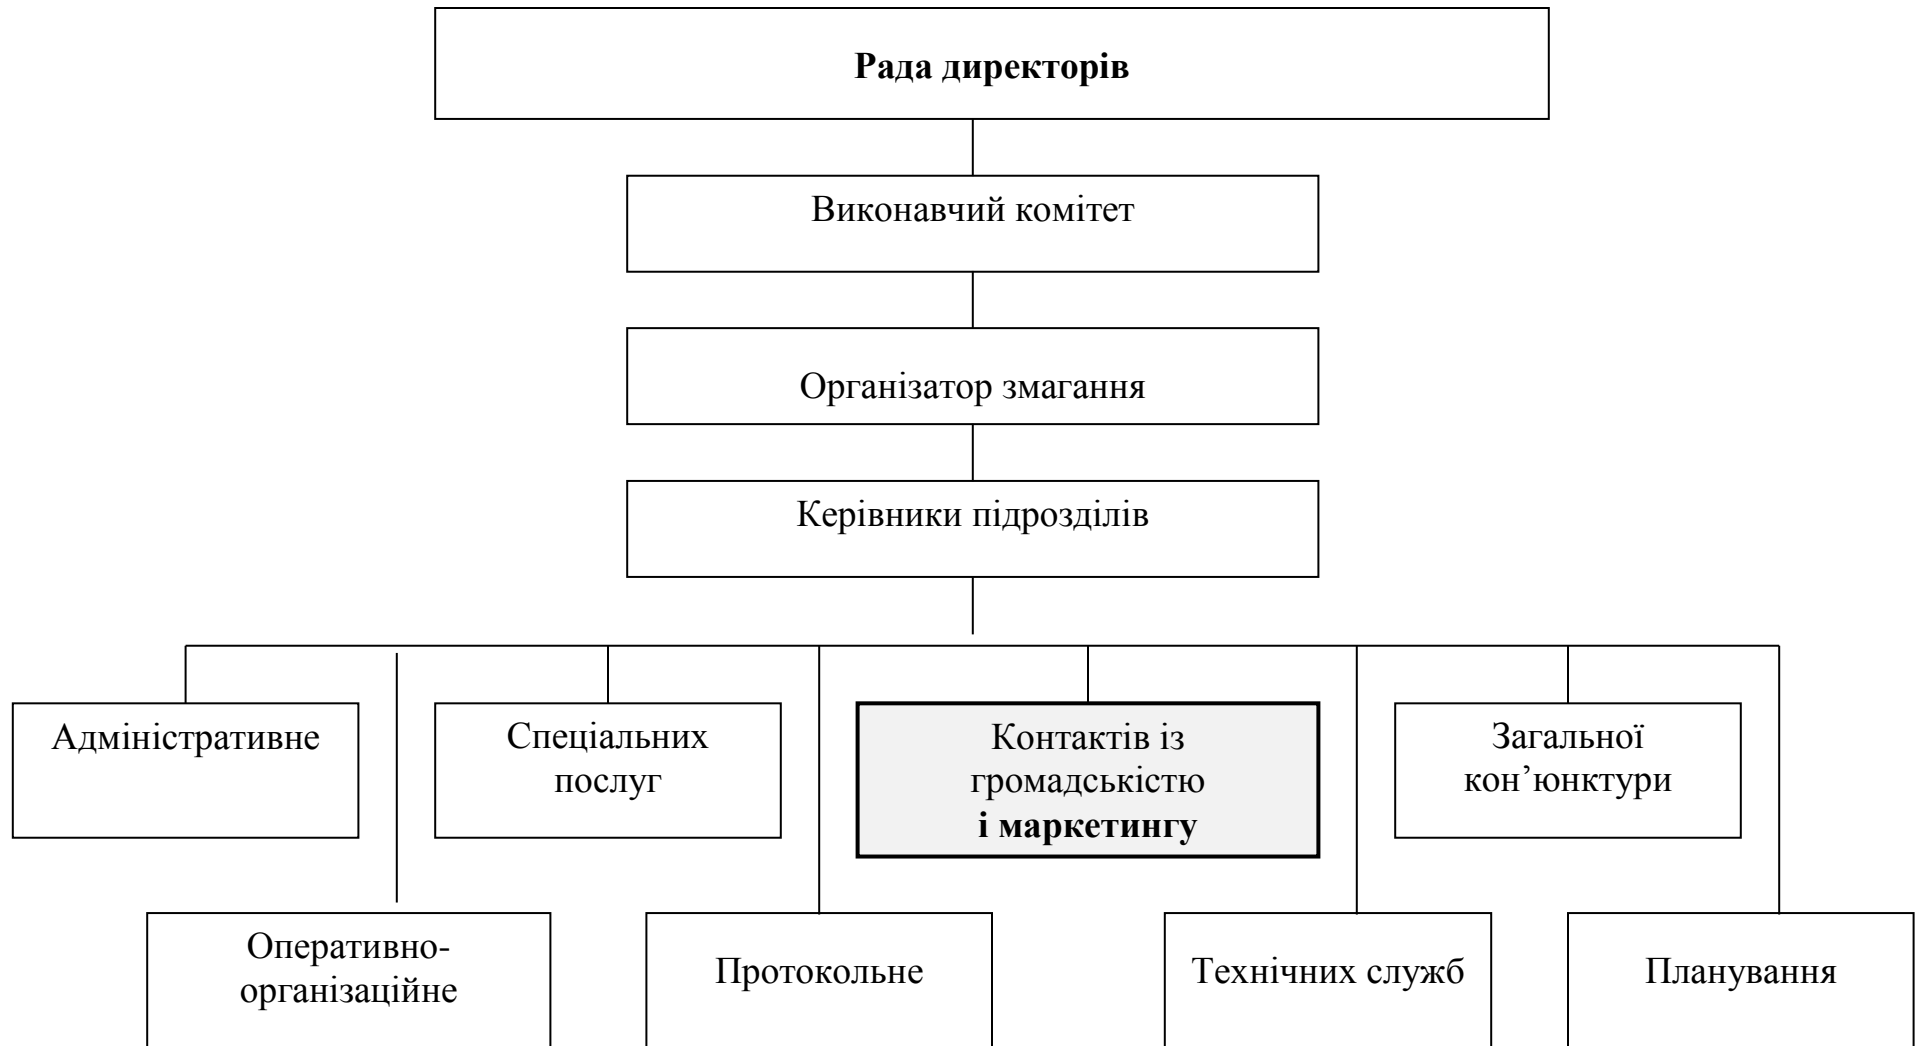 Рада директорів
Виконавчий комітет
Організатор змагання
Керівники підрозділів
Адміністративне
Спеціальних
послуг
Контактів із
громадськістю
і маркетингу
Загальної
кон’юнктури
Оперативно-
організаційне
Протокольне
Технічних служб
Планування